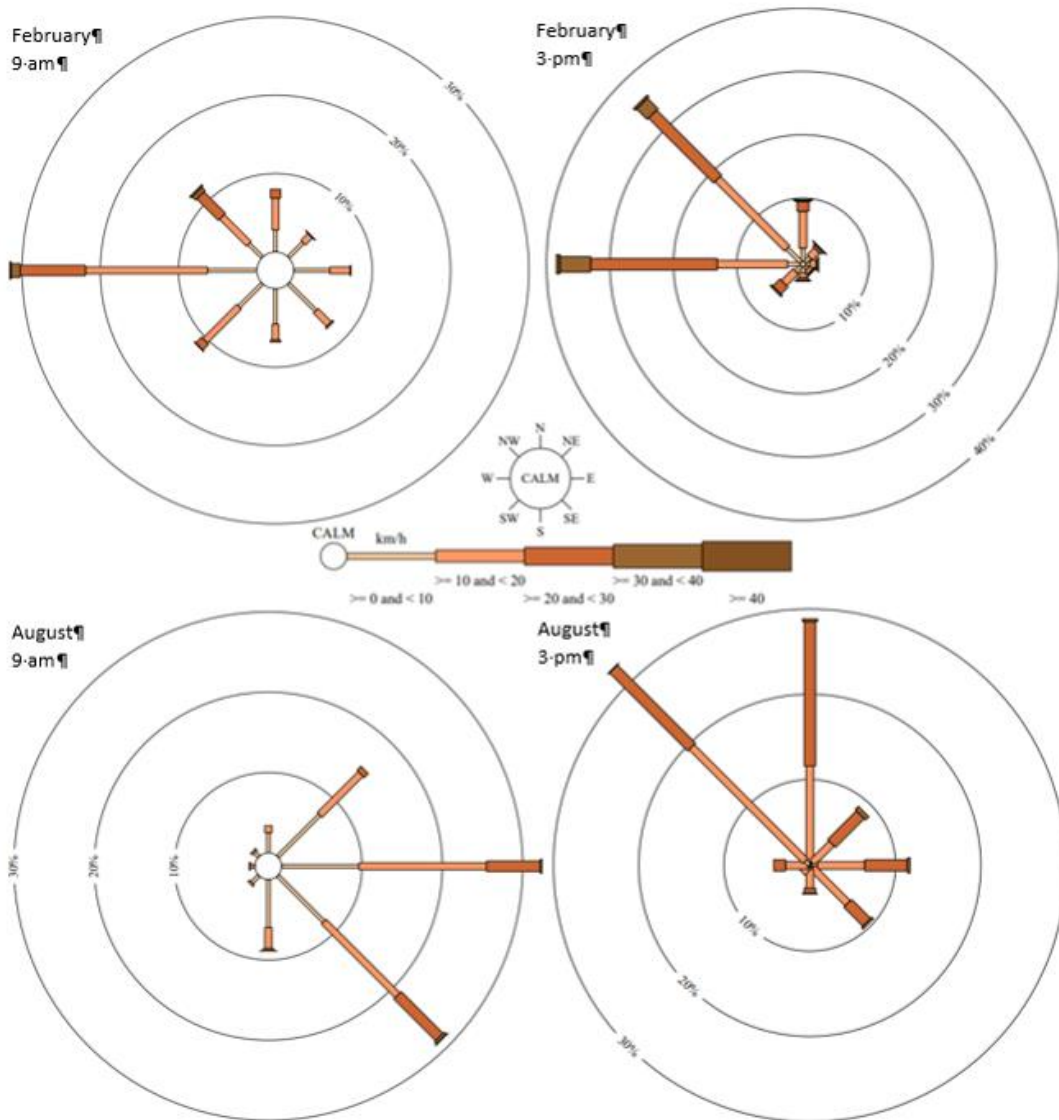 February¶
9·am¶
30%
20%
10%
February¶
3·pm¶
10%
20%
30%
40%
N
NW NE
W CALM E
SW SE
S
CALM km/h
>= 10 and < 20 >= 30 and < 40
>= 0 and < 10 >= 20 and < 30 >= 40
August¶
9·am¶
30% 20% 10%
August¶
3·pm¶
10%
20%
30%